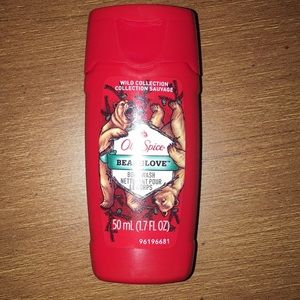 WILD COLLECTION
COLLECTION SAUVAGE
Old Spice
BEARGLOVE
BODY WASH
NETTOYANT POUR
LE CORPS
50 mL (1.7 FL OZ)
96196681